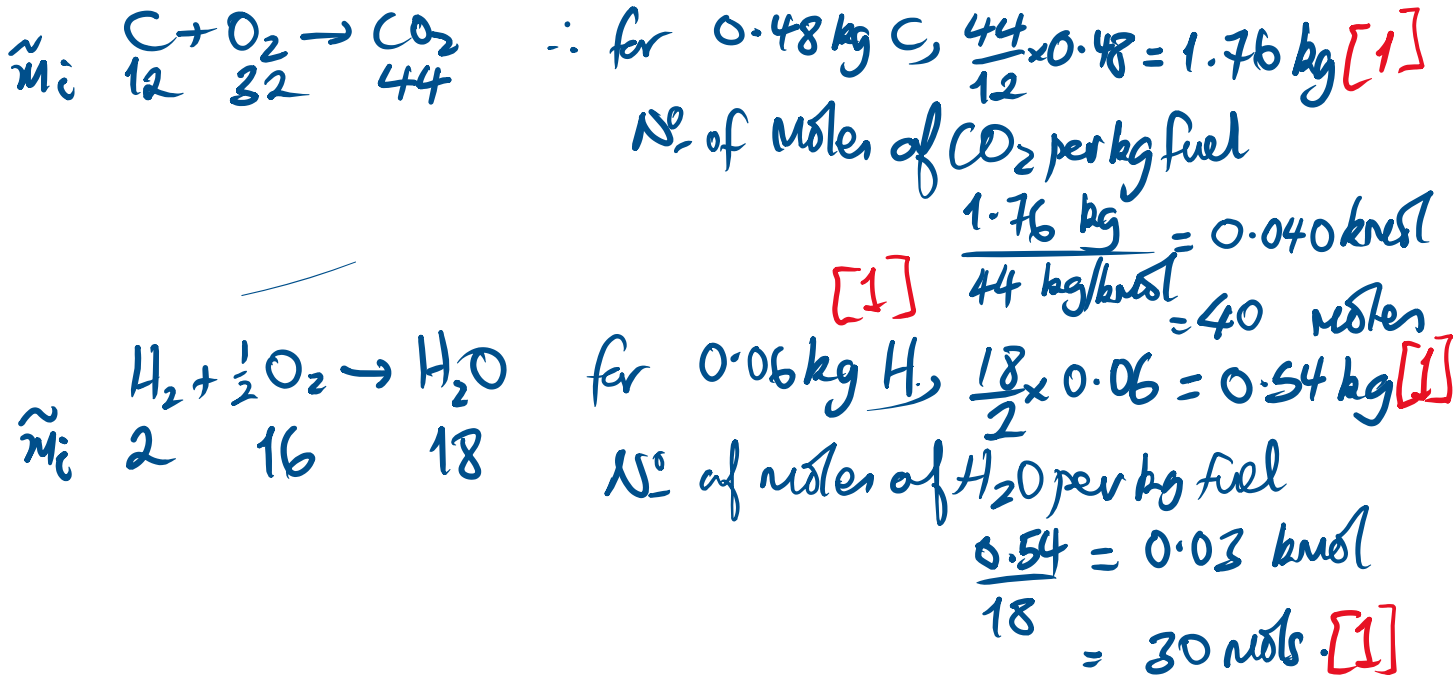 C + O₂ → CO₂ ∴ for 0.48 kg C, 44/12 × 0.48 = 1.76 kg [1]
m̃ᵢ 12 32 44
Nº of moles of CO₂ per kg fuel
1.76 kg / 44 kg/kmol = 0.040 kmol
[1]
= 40 moles
H₂ + ½ O₂ → H₂O for 0.06 kg H, 18/2 × 0.06 = 0.54 kg [1]
m̃ᵢ 2 16 18
Nº of moles of H₂O per kg fuel
0.54 / 18 = 0.03 kmol
= 30 mols. [1]